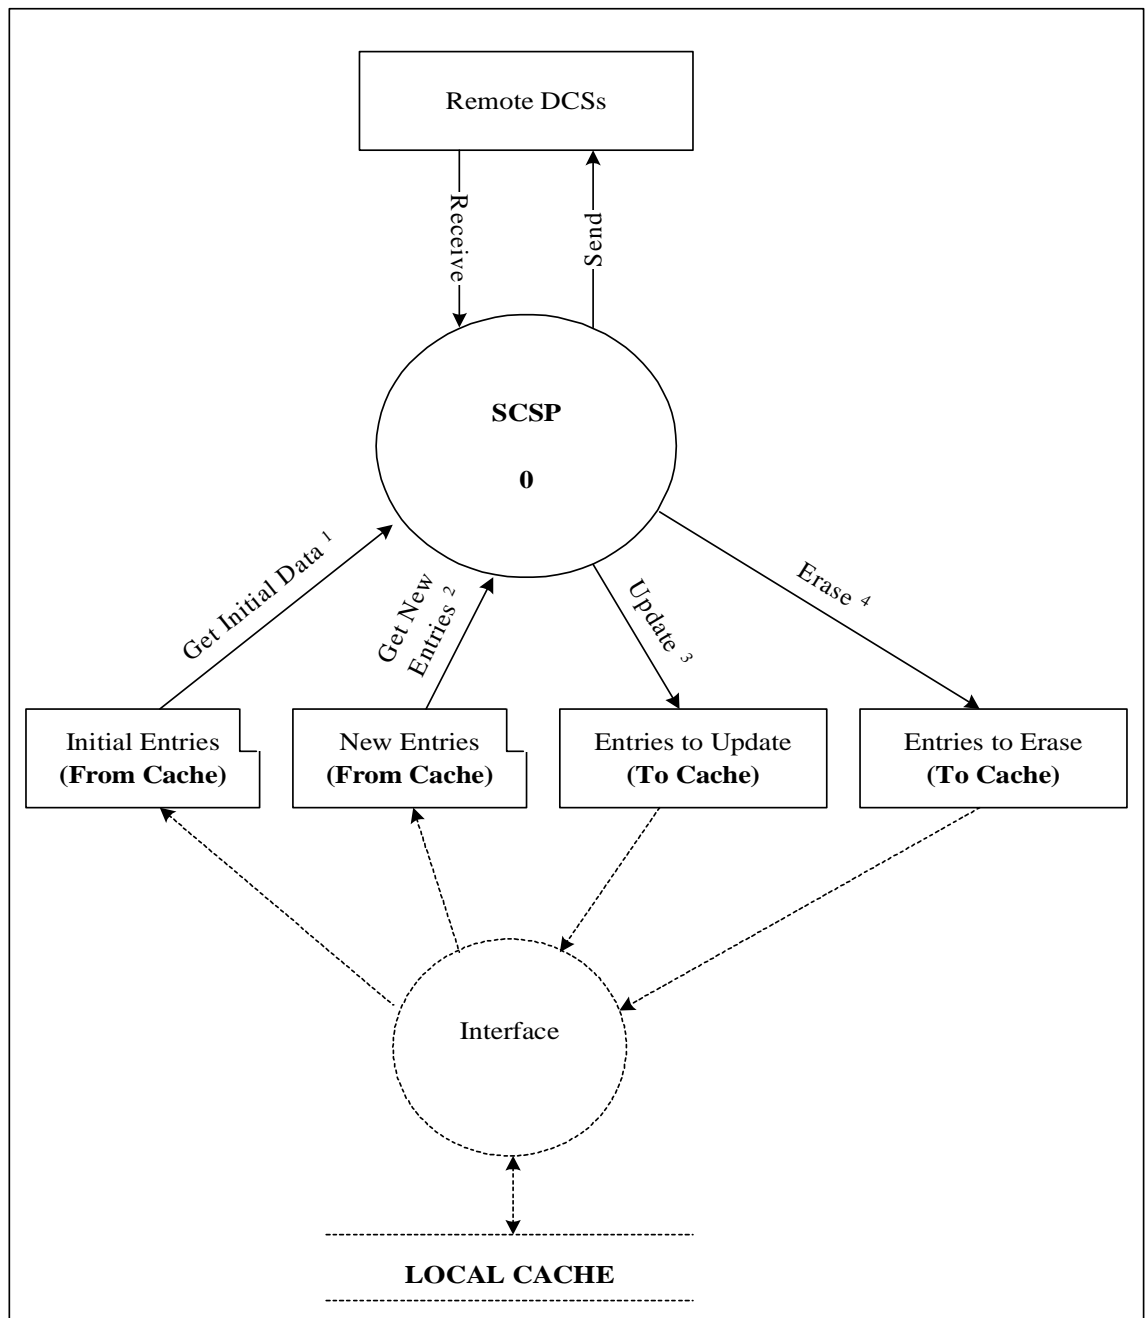 Remote DCSs
Receive
Send
SCSP
0
Get Initial Data 1
Get New
Entries 2
Update 3
Erase 4
Initial Entries
(From Cache)
New Entries
(From Cache)
Entries to Update
(To Cache)
Entries to Erase
(To Cache)
Interface
LOCAL CACHE